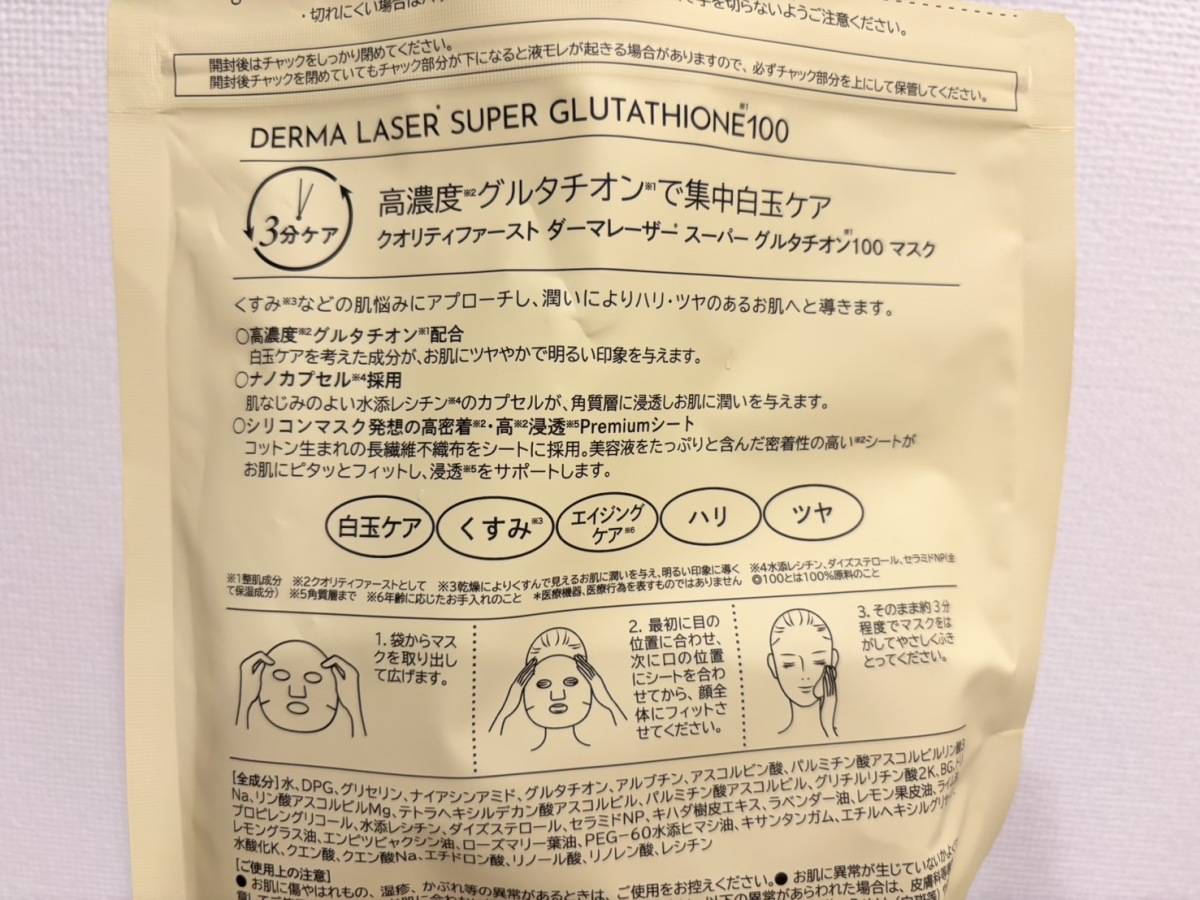 ・切れにくい場合は
手を切らないようご注意ください。
開封後はチャックをしっかり閉めてください。
開封後チャックを閉めていてもチャック部分が下になると液モレが起きる場合がありますので、必ずチャック部分を上にして保管してください。
DERMA LASER* SUPER GLUTATHIONE※1100
3分ケア
高濃度※2グルタチオン※1で集中白玉ケア
クオリティファースト ダーマレーザー* スーパー グルタチオン※1100 マスク
くすみ※3などの肌悩みにアプローチし、潤いによりハリ・ツヤのあるお肌へと導きます。
○高濃度※2グルタチオン※1配合
白玉ケアを考えた成分が、お肌にツヤやかで明るい印象を与えます。
○ナノカプセル※4採用
肌なじみのよい水添レシチン※4のカプセルが、角質層に浸透しお肌に潤いを与えます。
○シリコンマスク発想の高密着※2・高※2浸透※5Premiumシート
コットン生まれの長繊維不織布をシートに採用。美容液をたっぷりと含んだ密着性の高い※2シートが
お肌にピタッとフィットし、浸透※5をサポートします。
白玉ケア
くすみ※3
エイジング
ケア※6
ハリ
ツヤ
※1整肌成分 ※2クオリティファーストとして ※3乾燥によりくすんで見えるお肌に潤いを与え、明るい印象に導く ※4水添レシチン、ダイズステロール、セラミドNP(全
て保湿成分) ※5角質層まで ※6年齢に応じたお手入れのこと *医療機器、医療行為を表すものではありません ◎100とは100%原料のこと
1. 袋からマス
クを取り出し
て広げます。
2. 最初に目の
位置に合わせ、
次に口の位置
にシートを合わ
せてから、顔全
体にフィットさ
せてください。
3. そのまま約3分
程度でマスクをは
がしてやさしくふき
とってください。
【全成分】水、DPG、グリセリン、ナイアシンアミド、グルタチオン、アルブチン、アスコルビン酸、パルミチン酸アスコルビルリン酸3
Na、リン酸アスコルビルMg、テトラヘキシルデカン酸アスコルビル、パルミチン酸アスコルビル、グリチルリチン酸2K、BG、トリ
プロピレングリコール、水添レシチン、ダイズステロール、セラミドNP、キハダ樹皮エキス、ラベンダー油、レモン果皮油、ライム油、
レモングラス油、エンピツビャクシン油、ローズマリー葉油、PEG-60水添ヒマシ油、キサンタンガム、エチルヘキシルグリセリン
水酸化K、クエン酸、クエン酸Na、エチドロン酸、リノール酸、リノレン酸、レシチン
【ご使用上の注意】
●お肌に傷やはれもの、湿疹、かぶれ等の異常があるときは、ご使用をお控えください。●お肌に異常が生じていないかよく
以下の異常があらわれた場合は、皮膚科